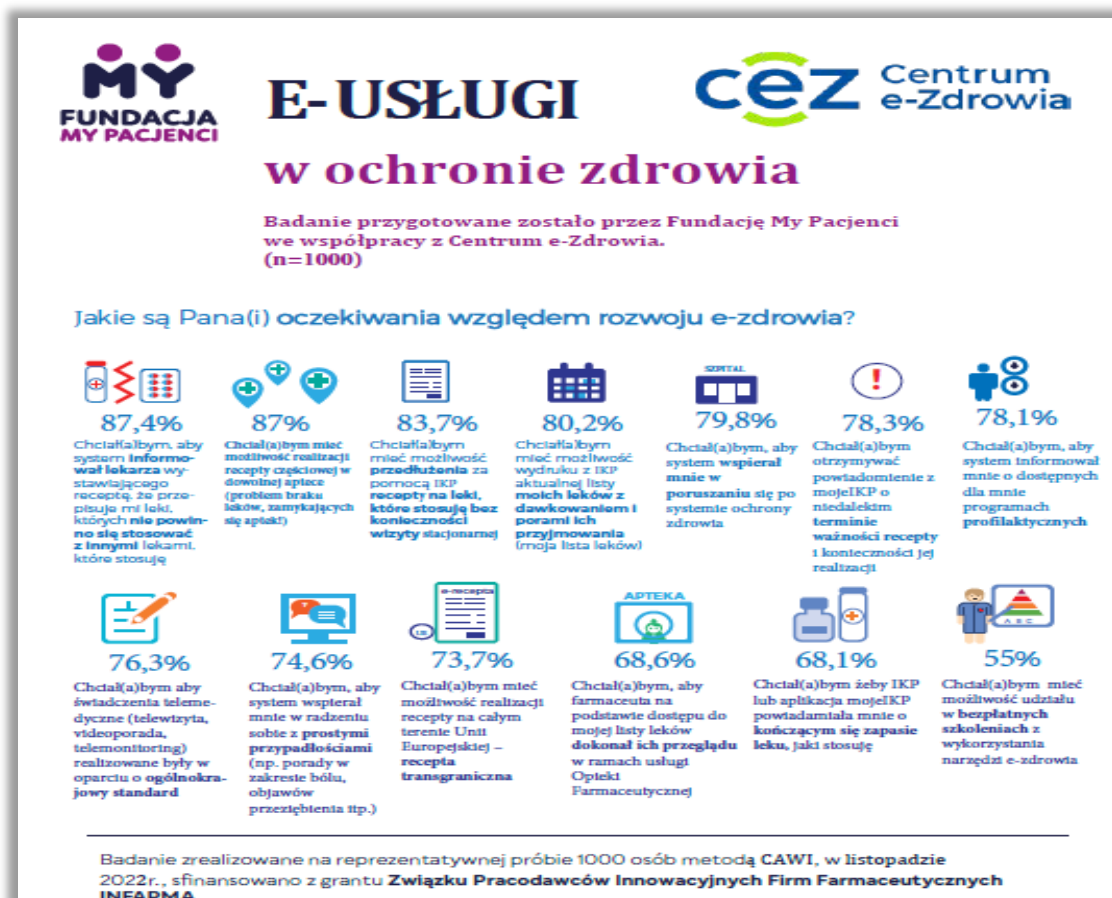 MY
FUNDACJA
MY PACJENCI
E-USŁUGI
cez Centrum
e-Zdrowia
w ochronie zdrowia
Badanie przygotowane zostało przez Fundację My Pacjenci
we współpracy z Centrum e-Zdrowia.
(n=1000)
Jakie są Pana(i) oczekiwania względem rozwoju e-zdrowia?
87,4%
Chciał(a)bym, aby
system informo-
wał lekarza wy-
stawiającego
receptę, że prze-
pisuje mi leki,
których nie powin-
no się stosować
z innymi lekami,
które stosuję
87%
Chciał(a)bym mieć
możliwość realizacji
recepty częściowej w
dowolnej aptece
(problem braku
leków, zamykających
się aptek!)
83,7%
Chciał(a)bym
mieć możliwość
przedłużenia za
pomocą IKP
recepty na leki,
które stosuję bez
konieczności
wizyty stacjonarnej
80,2%
Chciał(a)bym
mieć możliwość
wydruku z IKP
aktualnej listy
moich leków z
dawkowaniem i
porami ich
przyjmowania
(moja lista leków)
SZPITAL
79,8%
Chciał(a)bym, aby
system wspierał
mnie w
poruszaniu się po
systemie ochrony
zdrowia
!
78,3%
Chciał(a)bym
otrzymywać
powiadomienie z
mojeIKP o
niedalekim
terminie
ważności recepty
i konieczności jej
realizacji
78,1%
Chciał(a)bym, aby
system informował
mnie o dostępnych
dla mnie
programach
profilaktycznych
76,3%
Chciał(a)bym aby
świadczenia teleme-
dyczne (telewizyta,
videoporada,
telemonitoring)
realizowane były w
oparciu o ogólnokra-
jowy standard
?
74,6%
Chciał(a)bym, aby
system wspierał
mnie w radzeniu
sobie z prostymi
przypadłościami
(np. porady w
zakresie bólu,
objawów
przeziębienia itp.)
e-recepta
73,7%
Chciał(a)bym mieć
możliwość realizacji
recepty na całym
terenie Unii
Europejskiej –
recepta
transgraniczna
APTEKA
68,6%
Chciał(a)bym, aby
farmaceuta na
podstawie dostępu do
mojej listy leków
dokonał ich przeglądu
w ramach usługi
Opieki
Farmaceutycznej
68,1%
Chciał(a)bym żeby IKP
lub aplikacja mojeIKP
powiadamiała mnie o
kończącym się zapasie
leku, jaki stosuję
A B C
55%
Chciał(a)bym mieć
możliwość udziału
w bezpłatnych
szkoleniach z
wykorzystania
narzędzi e-zdrowia
Badanie zrealizowane na reprezentatywnej próbie 1000 osób metodą CAWI, w listopadzie
2022r., sfinansowano z grantu Związku Pracodawców Innowacyjnych Firm Farmaceutycznych
INFARMA